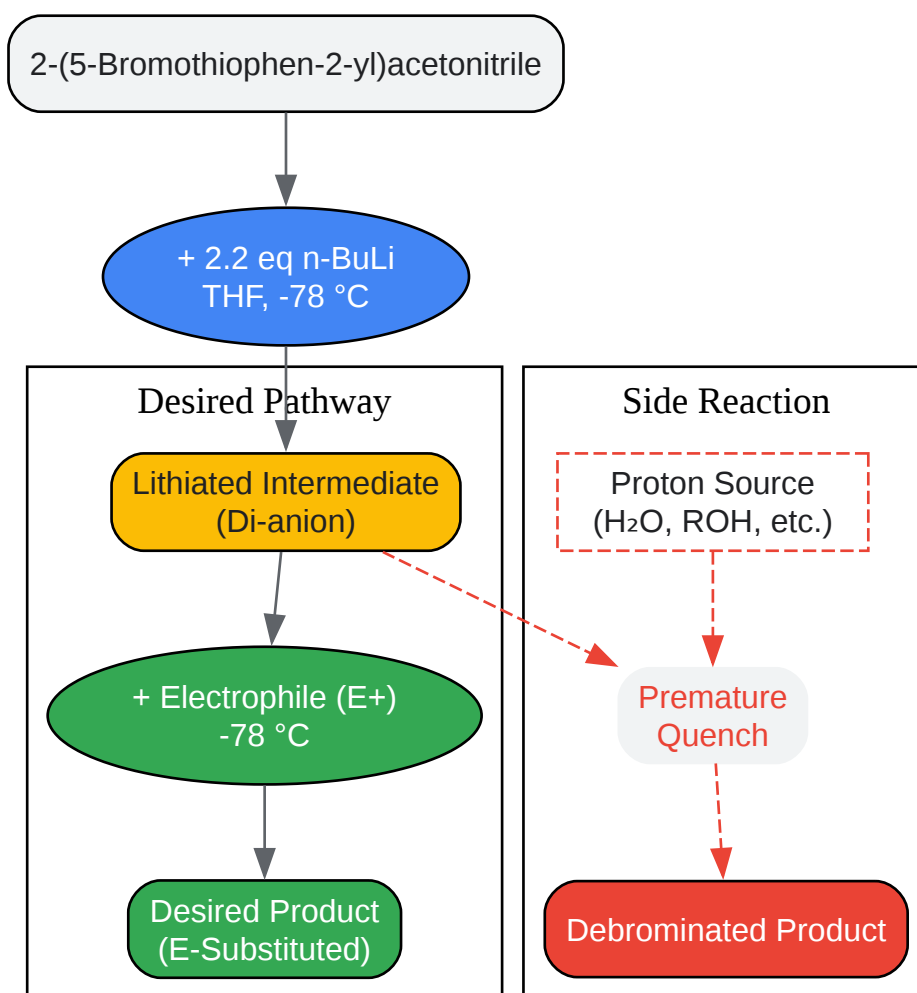 2-(5-Bromothiophen-2-yl)acetonitrile
+ 2.2 eq n-BuLi
THF, -78 °C
Desired Pathway
Lithiated Intermediate
(Di-anion)
+ Electrophile (E+)
-78 °C
Desired Product
(E-Substituted)
Side Reaction
Proton Source
(H₂O, ROH, etc.)
Premature
Quench
Debrominated Product